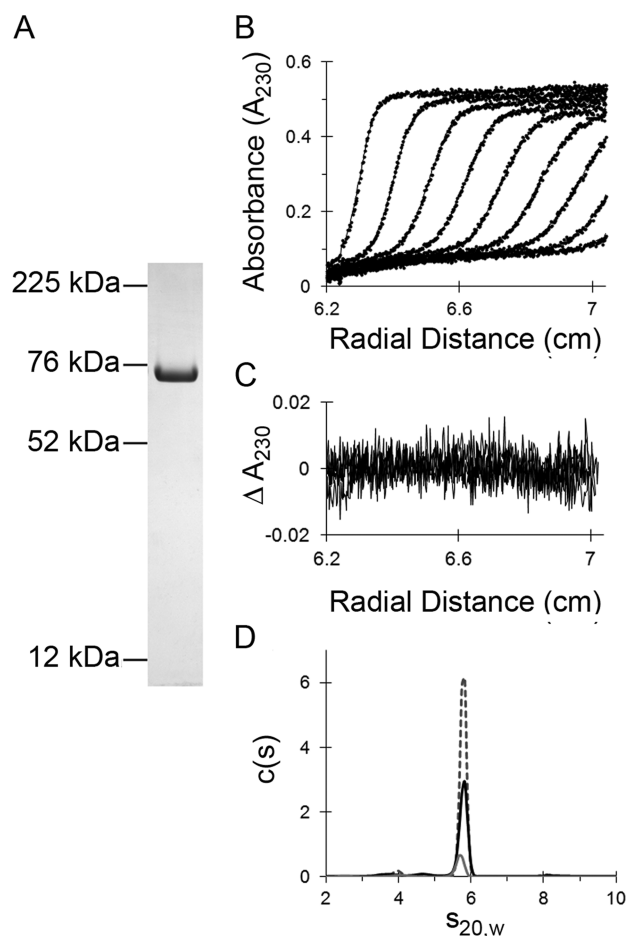 A
225 kDa
76 kDa
52 kDa
12 kDa
B
Absorbance (A230)
0.6
0.4
0.2
0
6.2
6.6
7
Radial Distance (cm)
C
Δ A230
0.02
0
-0.02
6.2
6.6
7
Radial Distance (cm)
D
c(s)
6
4
2
0
2
4
6
8
10
s20,w